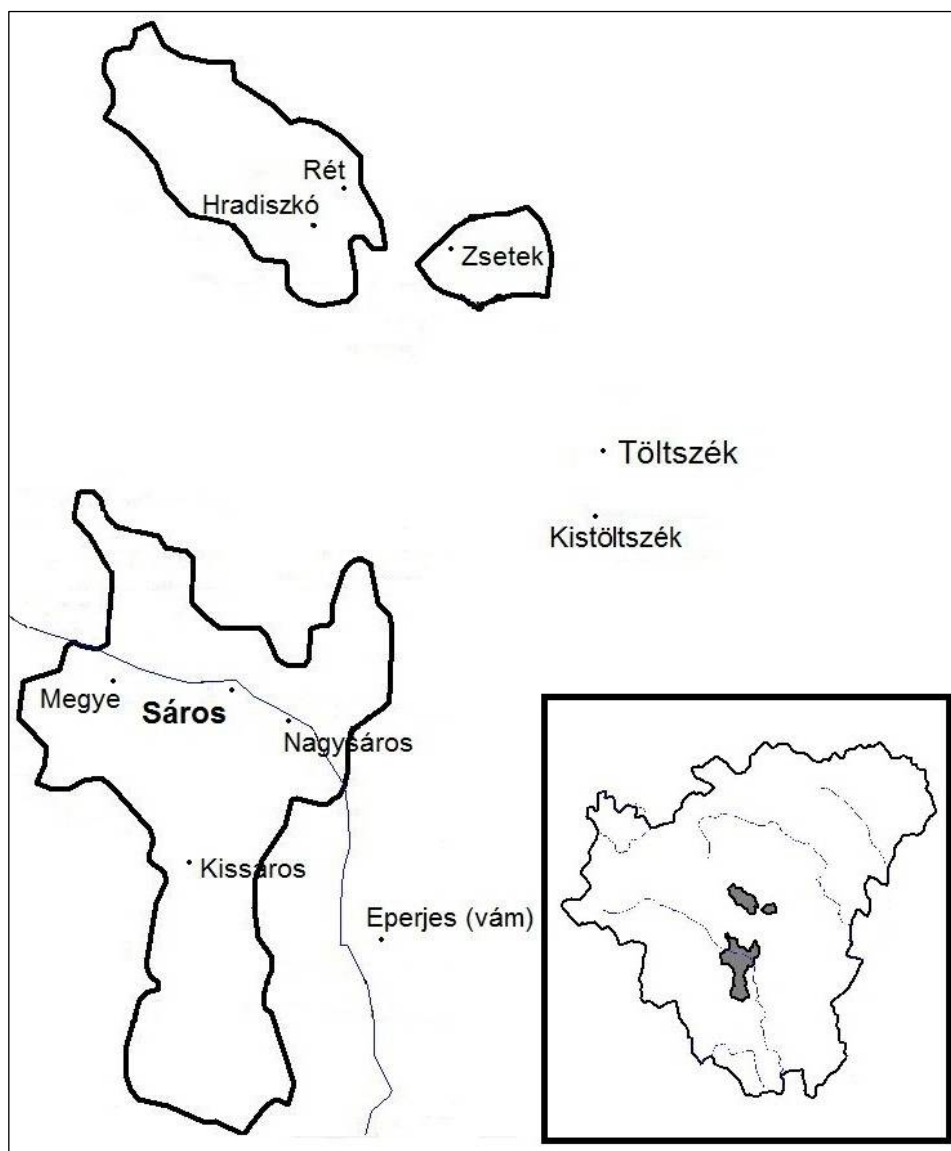 Rét
Hradiszkó
Zsetek
Töltszék
Kistöltszék
Megye
Sáros
Nagysáros
Kissáros
Eperjes (vám)